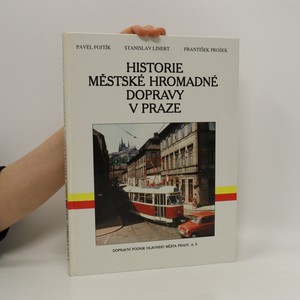 PAVEL FOJTÍK STANISLAV LINERT FRANTIŠEK PROŠEK
HISTORIE
MĚSTSKÉ HROMADNÉ
DOPRAVY
V PRAZE
DOPRAVNÍ PODNIK HLAVNÍHO MĚSTA PRAHY, A. S.